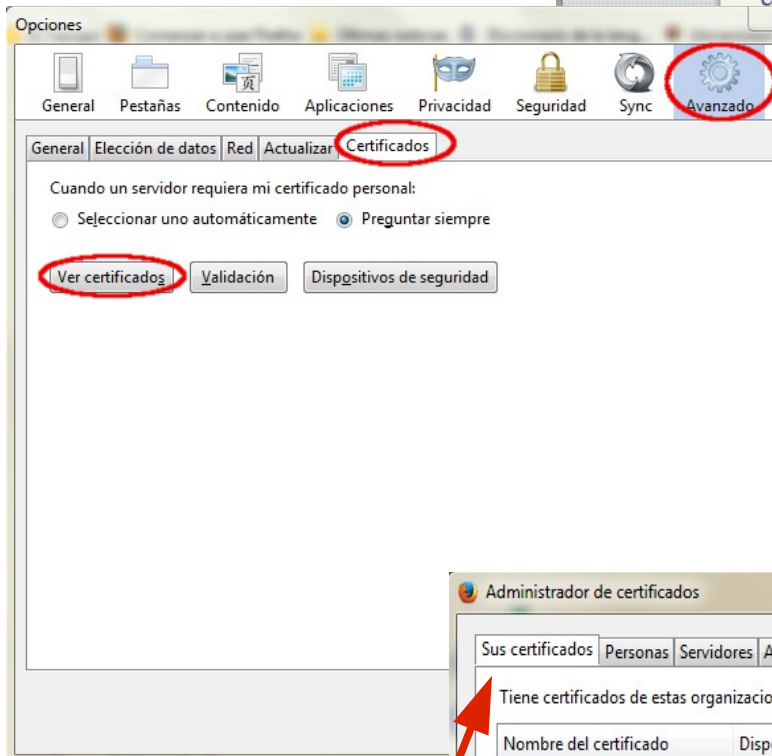 Opciones
General Pestañas Contenido Aplicaciones Privacidad Seguridad Sync Avanzado
General Elección de datos Red Actualizar Certificados
Cuando un servidor requiera mi certificado personal:
Seleccionar uno automáticamente Preguntar siempre
Ver certificados Validación Dispositivos de seguridad
Administrador de certificados
Sus certificados Personas Servidores A
Tiene certificados de estas organizacio
Nombre del certificado Disp